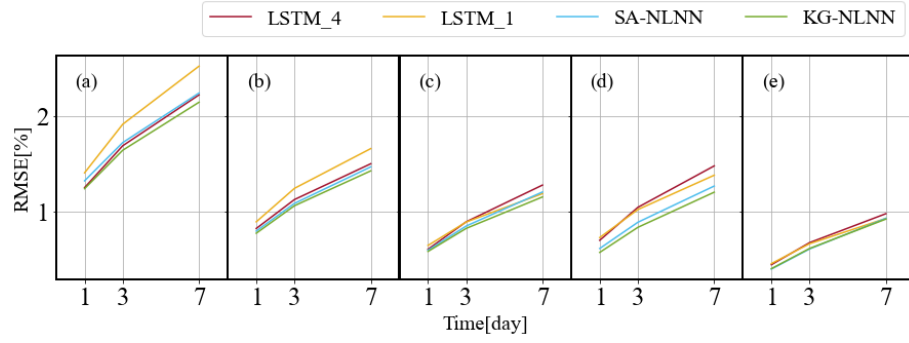 LSTM_4 LSTM_1 SA-NLNN KG-NLNN
(a) (b) (c) (d) (e)
2
1
RMSE[%]
1 3 7 1 3 7 1 3 7 1 3 7 1 3 7
Time[day]